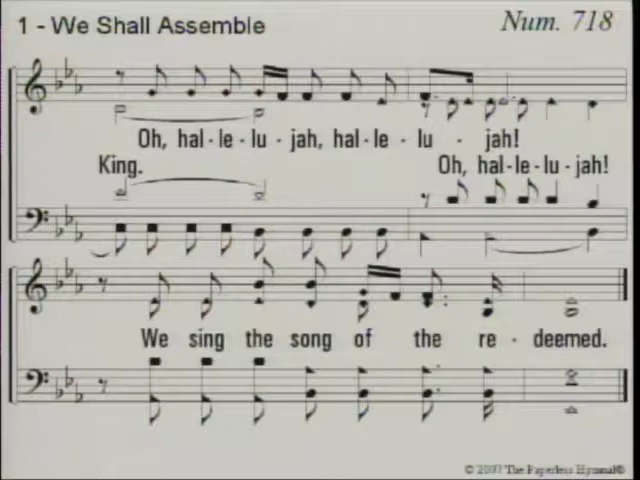 1 - We Shall Assemble
Num. 718
Oh, hal - le - lu - jah, hal - le - lu - jah!
King. Oh, hal - le - lu - jah!
We sing the song of the re - deemed.
© 2007 The Paperless Hymnal®